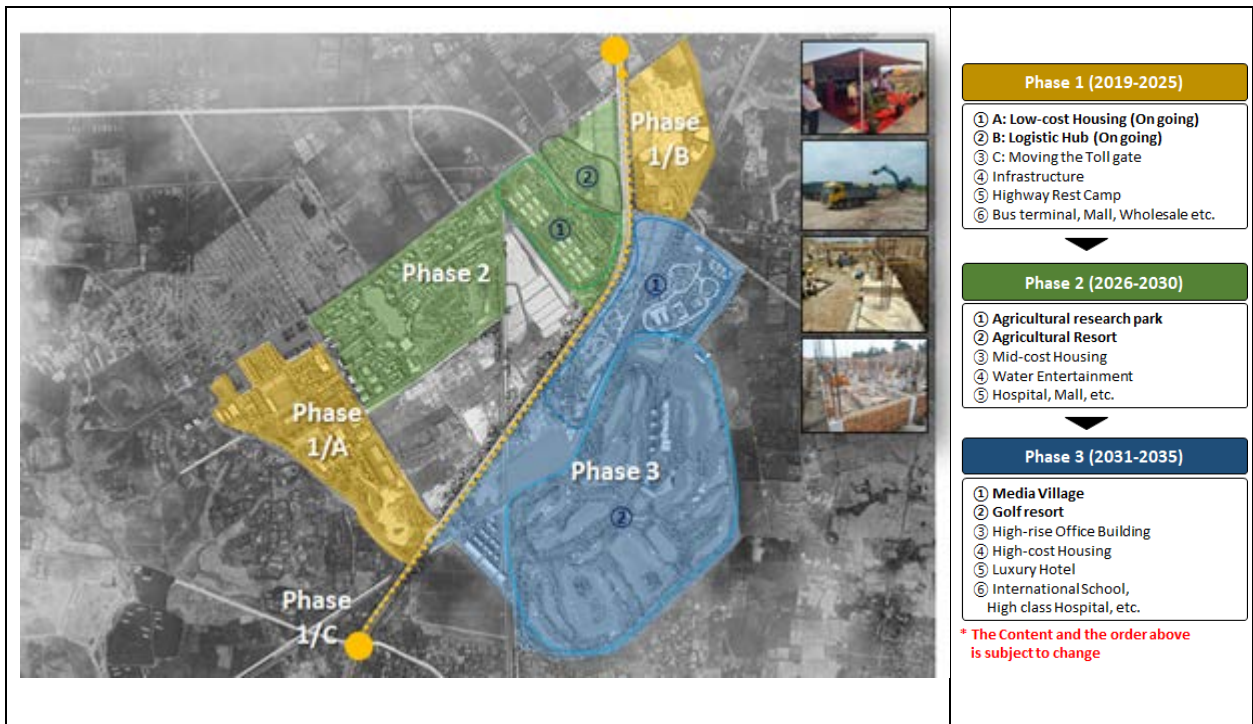 Phase
1/B
②
①
Phase 2
①
Phase
1/A
Phase 3
②
Phase
1/C
Phase 1 (2019-2025)
① A: Low-cost Housing (On going)
② B: Logistic Hub (On going)
③ C: Moving the Toll gate
④ Infrastructure
⑤ Highway Rest Camp
⑥ Bus terminal, Mall, Wholesale etc.
Phase 2 (2026-2030)
① Agricultural research park
② Agricultural Resort
③ Mid-cost Housing
④ Water Entertainment
⑤ Hospital, Mall, etc.
Phase 3 (2031-2035)
① Media Village
② Golf resort
③ High-rise Office Building
④ High-cost Housing
⑤ Luxury Hotel
⑥ International School,
High class Hospital, etc.
* The Content and the order above
is subject to change